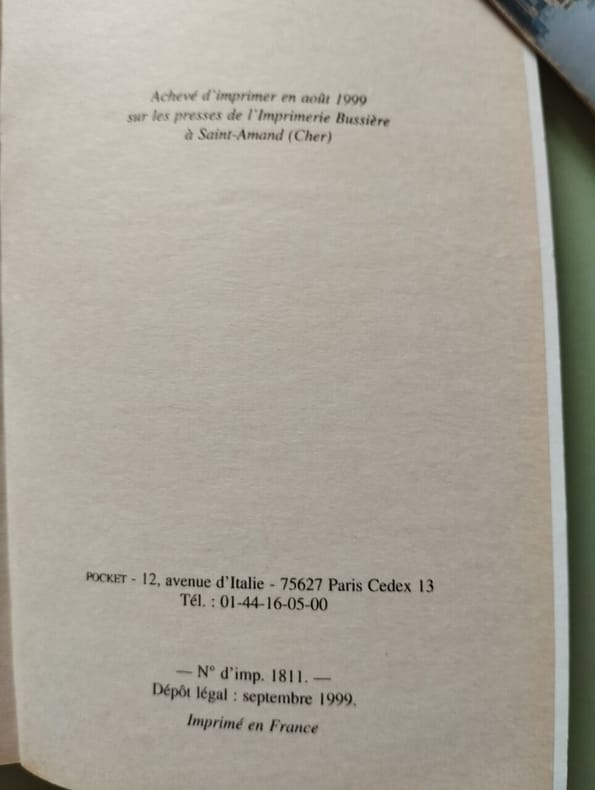 Achevé d'imprimer en août 1999
sur les presses de l'Imprimerie Bussière
à Saint-Amand (Cher)
POCKET - 12, avenue d'Italie - 75627 Paris Cedex 13
Tél. : 01-44-16-05-00
— N° d'imp. 1811. —
Dépôt légal : septembre 1999.
Imprimé en France